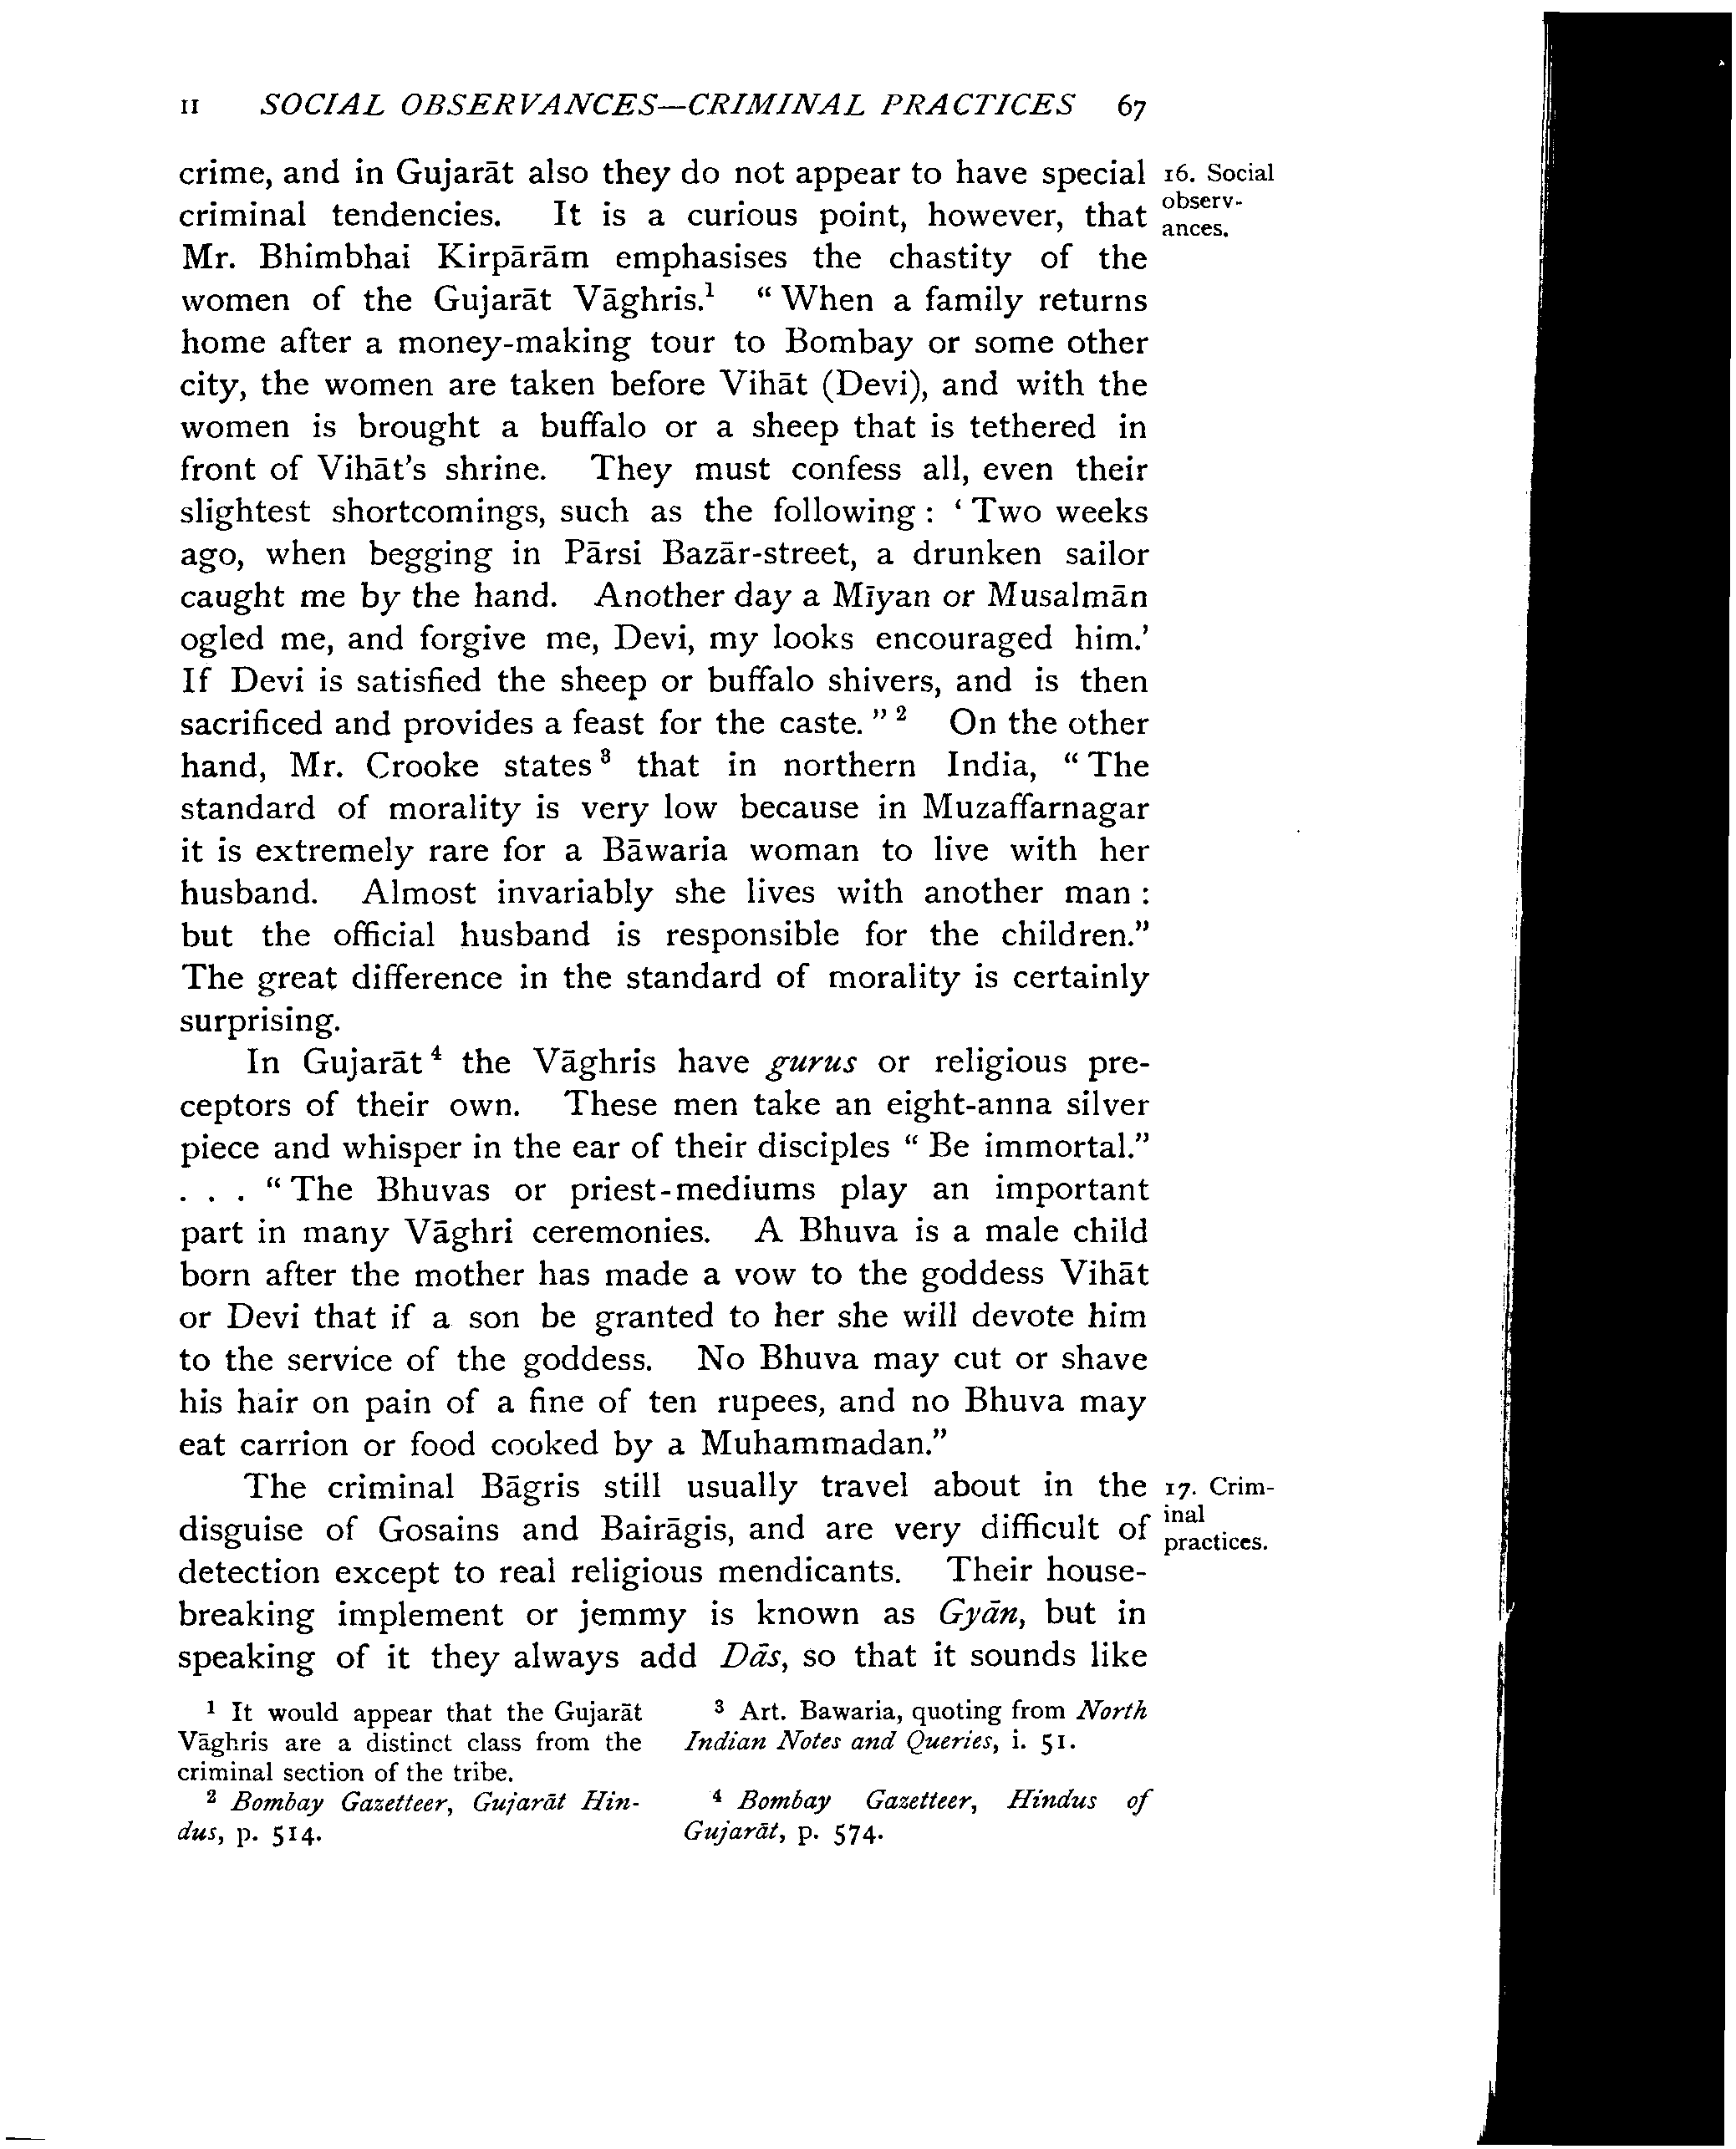 II SOCIAL OBSERVANCES—CRIMINAL PRACTICES 67
crime, and in Gujarāt also they do not appear to have special
16. Social
observ-
ances.
criminal tendencies. It is a curious point, however, that
Mr. Bhimbhai Kirpārām emphasises the chastity of the
women of the Gujarāt Vāghris.¹ “When a family returns
home after a money-making tour to Bombay or some other
city, the women are taken before Vihāt (Devi), and with the
women is brought a buffalo or a sheep that is tethered in
front of Vihāt’s shrine. They must confess all, even their
slightest shortcomings, such as the following : ‘Two weeks
ago, when begging in Pārsi Bazār-street, a drunken sailor
caught me by the hand. Another day a Mīyan or Musalmān
ogled me, and forgive me, Devi, my looks encouraged him.’
If Devi is satisfied the sheep or buffalo shivers, and is then
sacrificed and provides a feast for the caste.” ² On the other
hand, Mr. Crooke states ³ that in northern India, “The
standard of morality is very low because in Muzaffarnagar
it is extremely rare for a Bāwaria woman to live with her
husband. Almost invariably she lives with another man :
but the official husband is responsible for the children.”
The great difference in the standard of morality is certainly
surprising.
In Gujarāt ⁴ the Vāghris have gurus or religious pre-
ceptors of their own. These men take an eight-anna silver
piece and whisper in the ear of their disciples “Be immortal.”
. . . “The Bhuvas or priest-mediums play an important
part in many Vāghri ceremonies. A Bhuva is a male child
born after the mother has made a vow to the goddess Vihāt
or Devi that if a son be granted to her she will devote him
to the service of the goddess. No Bhuva may cut or shave
his hair on pain of a fine of ten rupees, and no Bhuva may
eat carrion or food cooked by a Muhammadan.”
The criminal Bāgris still usually travel about in the
17. Crim-
inal
practices.
disguise of Gosains and Bairāgis, and are very difficult of
detection except to real religious mendicants. Their house-
breaking implement or jemmy is known as Gyān, but in
speaking of it they always add Dās, so that it sounds like
¹ It would appear that the Gujarāt
Vāghris are a distinct class from the
criminal section of the tribe.
² Bombay Gazetteer, Gujarāt Hin-
dus, p. 514.
³ Art. Bawaria, quoting from North
Indian Notes and Queries, i. 51.
⁴ Bombay Gazetteer, Hindus of
Gujarāt, p. 574.